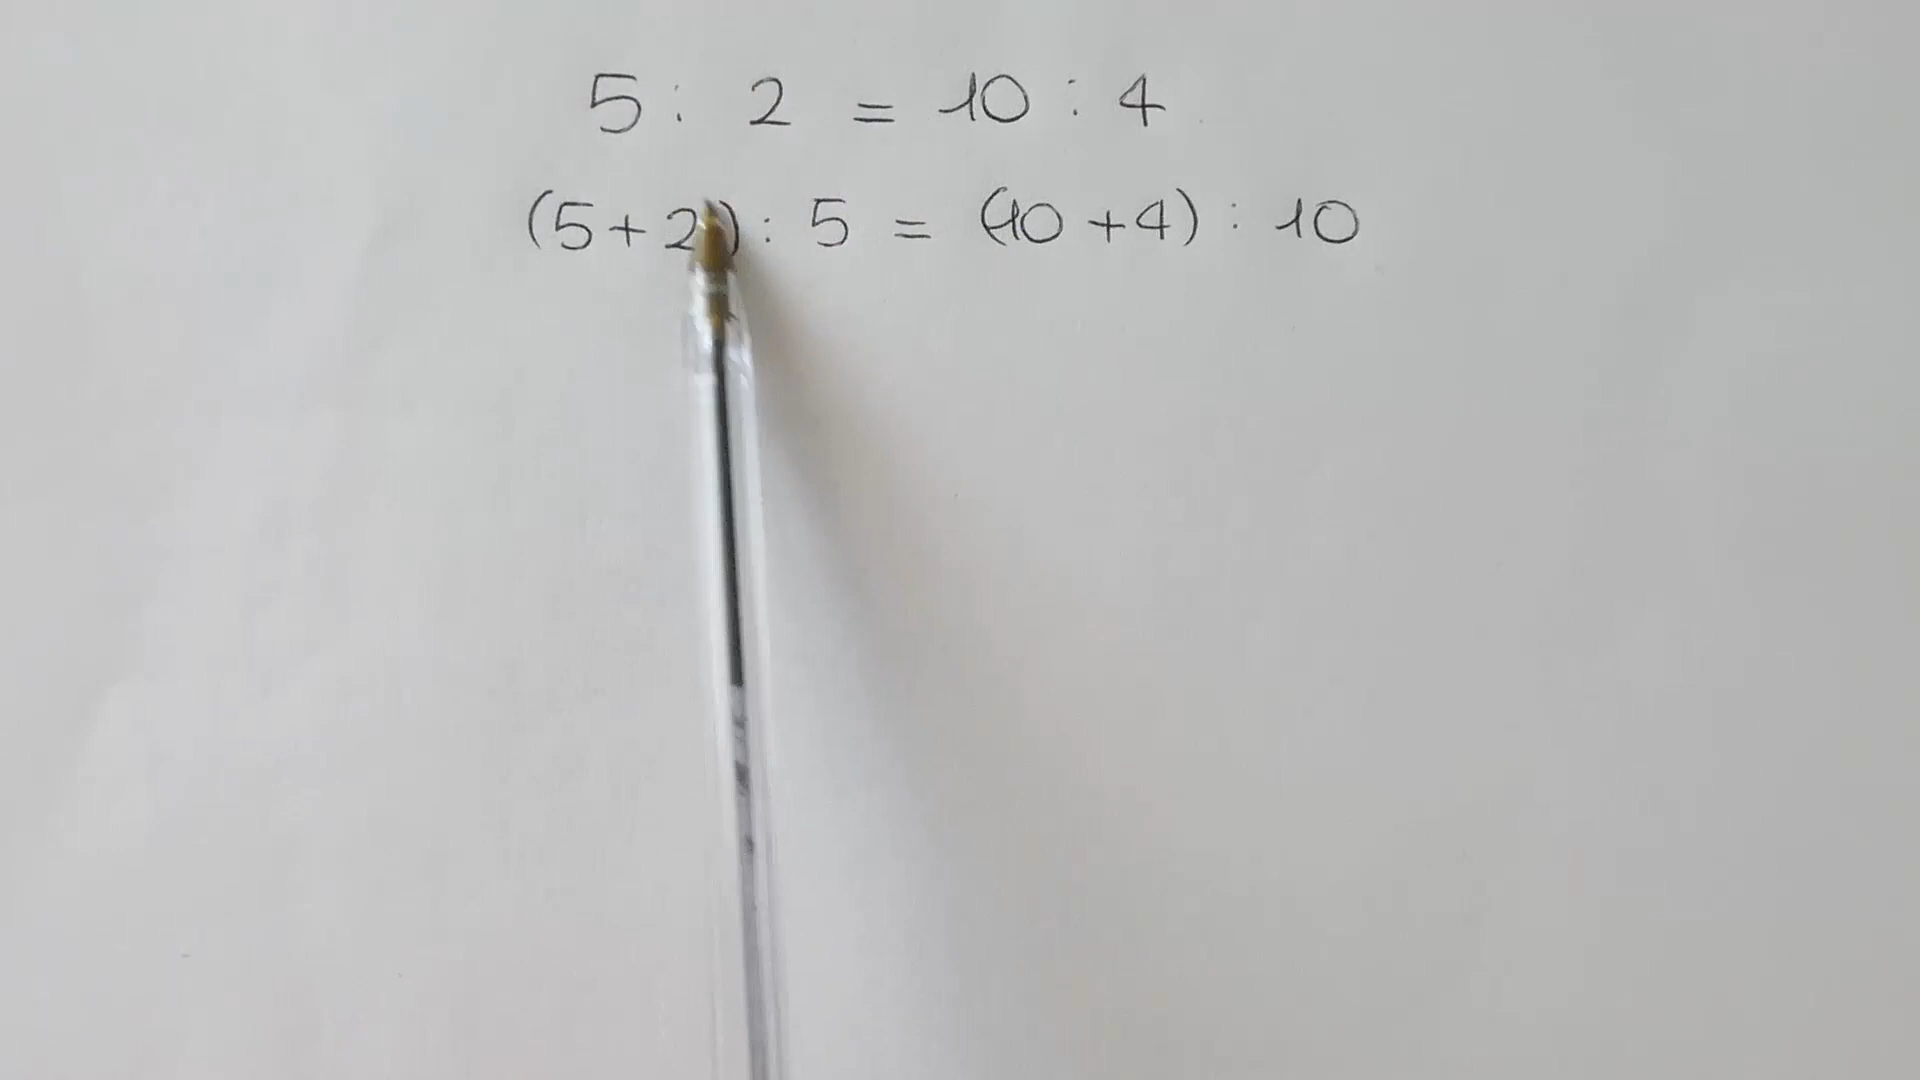 5 : 2 = 10 : 4
(5+2) : 5 = (10+4) : 10